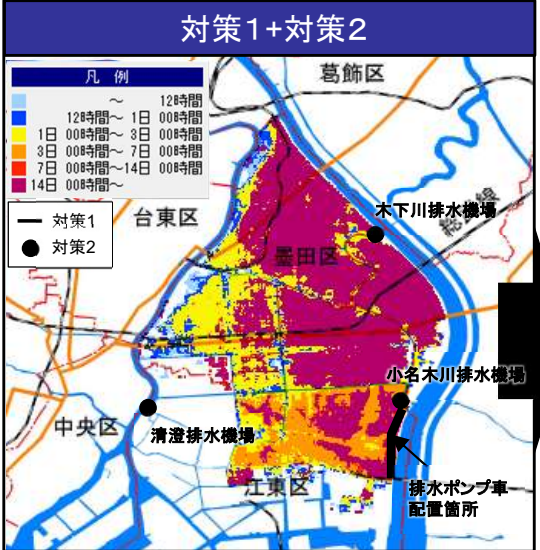 対策1+対策2
凡例
～ 12時間
12時間～ 1日 00時間
1日 00時間～ 3日 00時間
3日 00時間～ 7日 00時間
7日 00時間～14日 00時間
14日 00時間～
対策1
対策2
葛飾区
台東区
木下川排水機場
墨田区
小名木川排水機場
中央区
清澄排水機場
江東区
排水ポンプ車
配置箇所